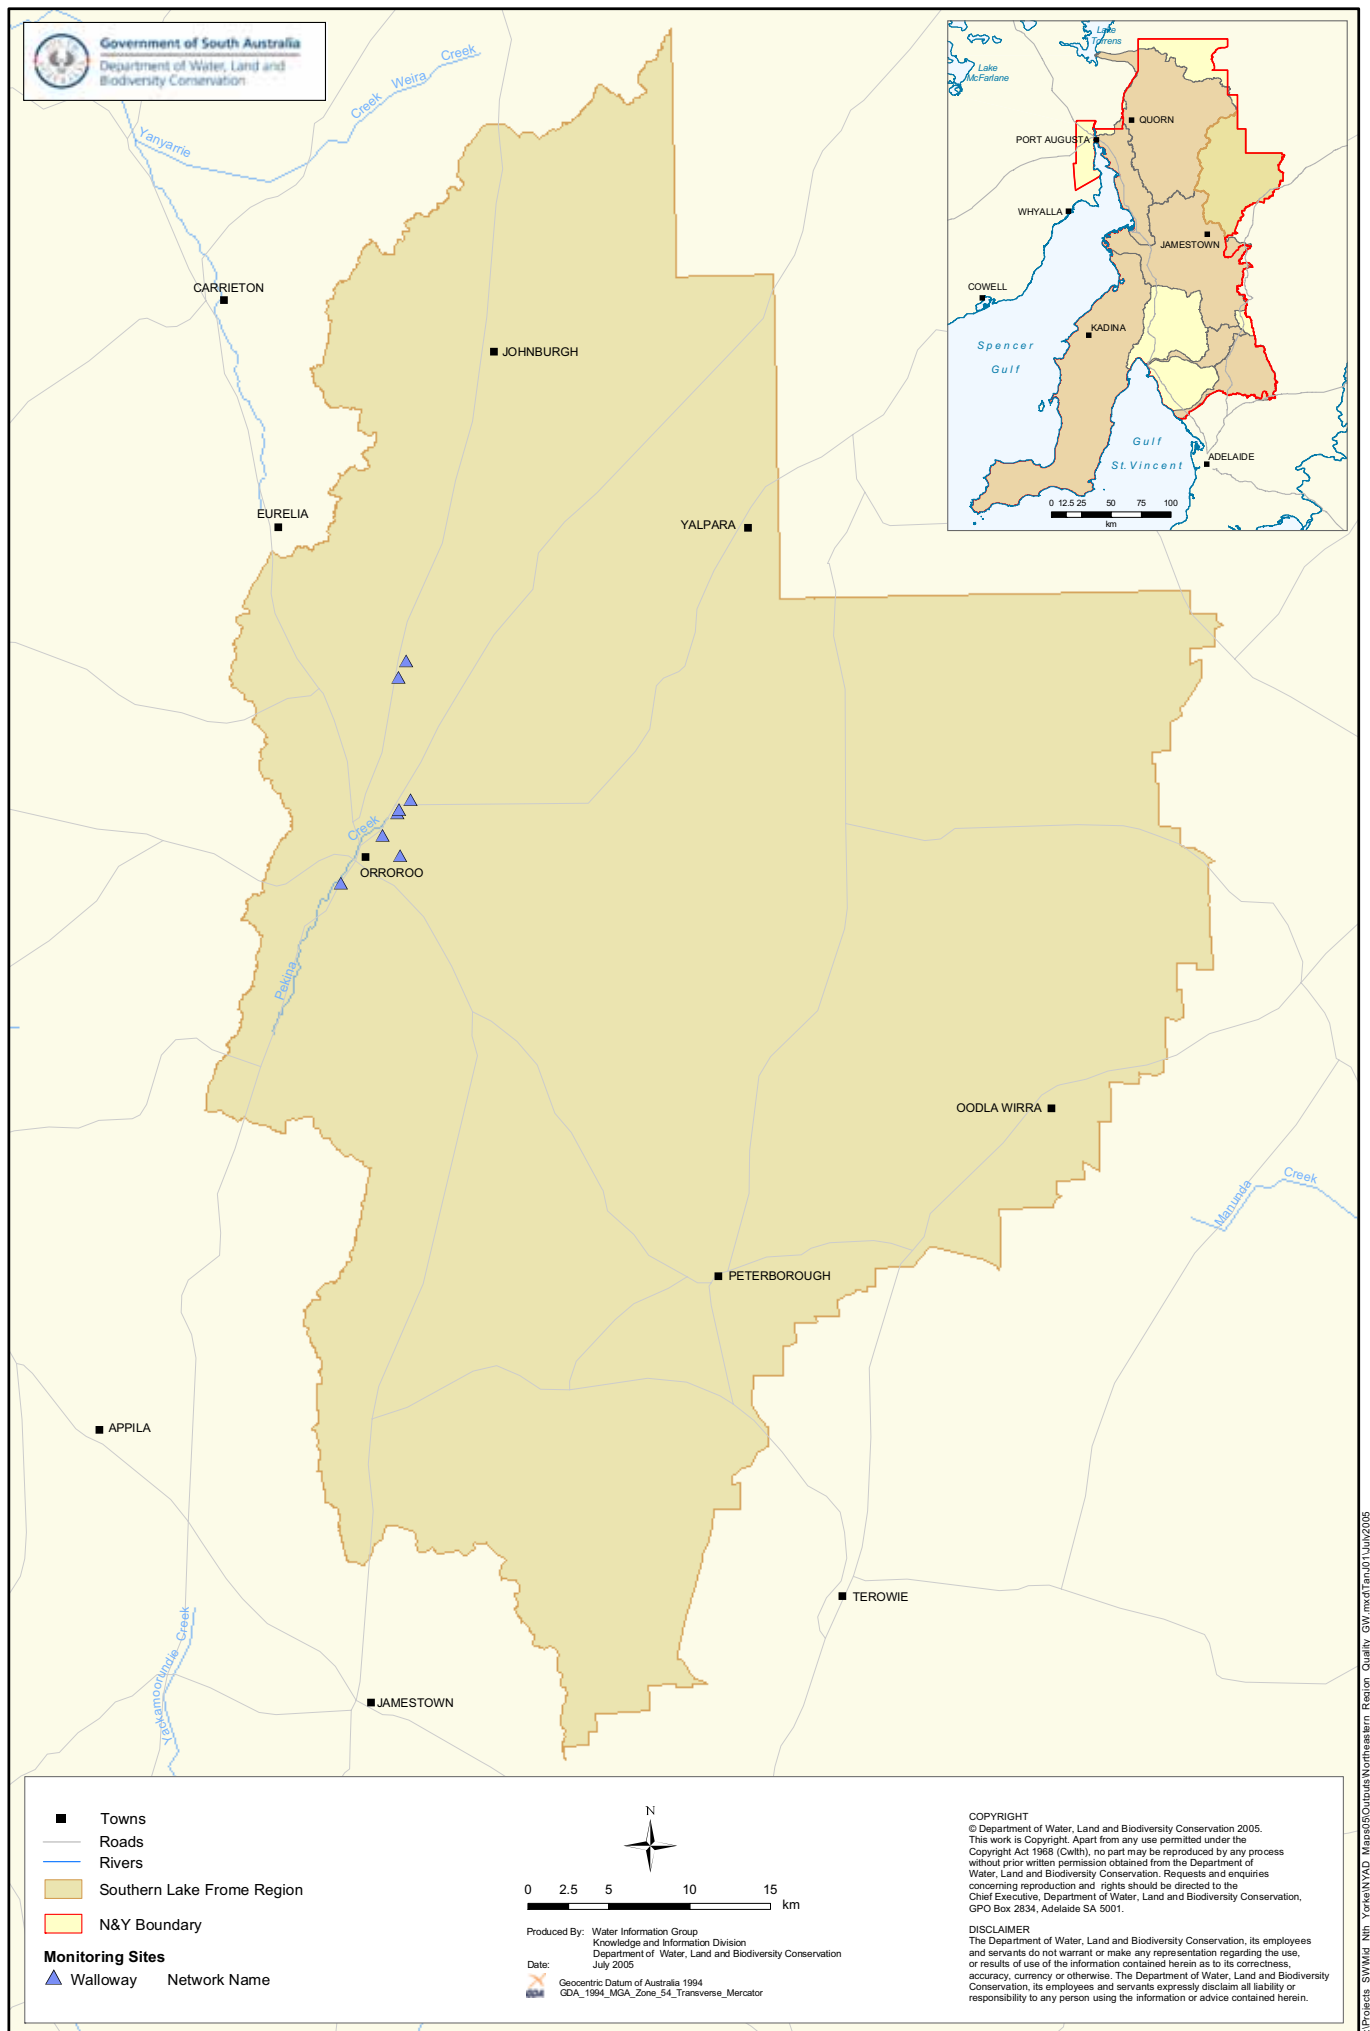 Government of South Australia
Department of Water, Land and
Biodiversity Conservation
Yanyarrie
Creek
Weira
Creek
CARRIETON
JOHNBURGH
EURELIA
YALPARA
Creek
ORROROO
Pekina
OODLA WIRRA
Manunda
Creek
PETERBOROUGH
APPILA
TEROWIE
Yackamoorundie Creek
JAMESTOWN
Lake
Torrens
Lake
McFarlane
QUORN
PORT AUGUSTA
WHYALLA
JAMESTOWN
COWELL
KADINA
Spencer
Gulf
Gulf
St.Vincent
ADELAIDE
0 12.5 25 50 75 100
km
Towns
Roads
Rivers
Southern Lake Frome Region
N&Y Boundary
Monitoring Sites
Walloway Network Name
N
0 2.5 5 10 15
km
Produced By: Water Information Group
Knowledge and Information Division
Department of Water, Land and Biodiversity Conservation
Date: July 2005
GDA
Geocentric Datum of Australia 1994
GDA_1994_MGA_Zone_54_Transverse_Mercator
COPYRIGHT
© Department of Water, Land and Biodiversity Conservation 2005.
This work is Copyright. Apart from any use permitted under the
Copyright Act 1968 (Cwlth), no part may be reproduced by any process
without prior written permission obtained from the Department of
Water, Land and Biodiversity Conservation. Requests and enquiries
concerning reproduction and rights should be directed to the
Chief Executive, Department of Water, Land and Biodiversity Conservation,
GPO Box 2834, Adelaide SA 5001.
DISCLAIMER
The Department of Water, Land and Biodiversity Conservation, its employees
and servants do not warrant or make any representation regarding the use,
or results of use of the information contained herein as to its correctness,
accuracy, currency or otherwise. The Department of Water, Land and Biodiversity
Conservation, its employees and servants expressly disclaim all liability or
responsibility to any person using the information or advice contained herein.
Projects_SW\Mid_Nth_Yorke\NYAD_Maps05\Outputs\Northeastern_Region_Quality_GW.mxd\TanJ01\July2005